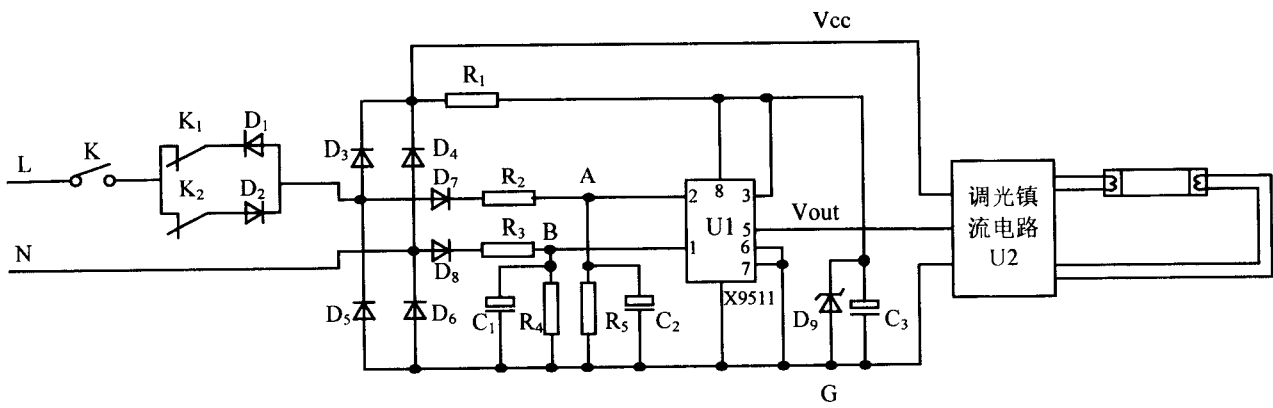 Vcc
R1
K1 D1
L K
K2 D2
N
D3 D4
D7 R2 A
R3 B
D8
2 8 3
U1
1 5
6
7
X9511
Vout
调光镇
流电路
U2
D5 D6 C1 R4 R5 C2
D9 C3
G